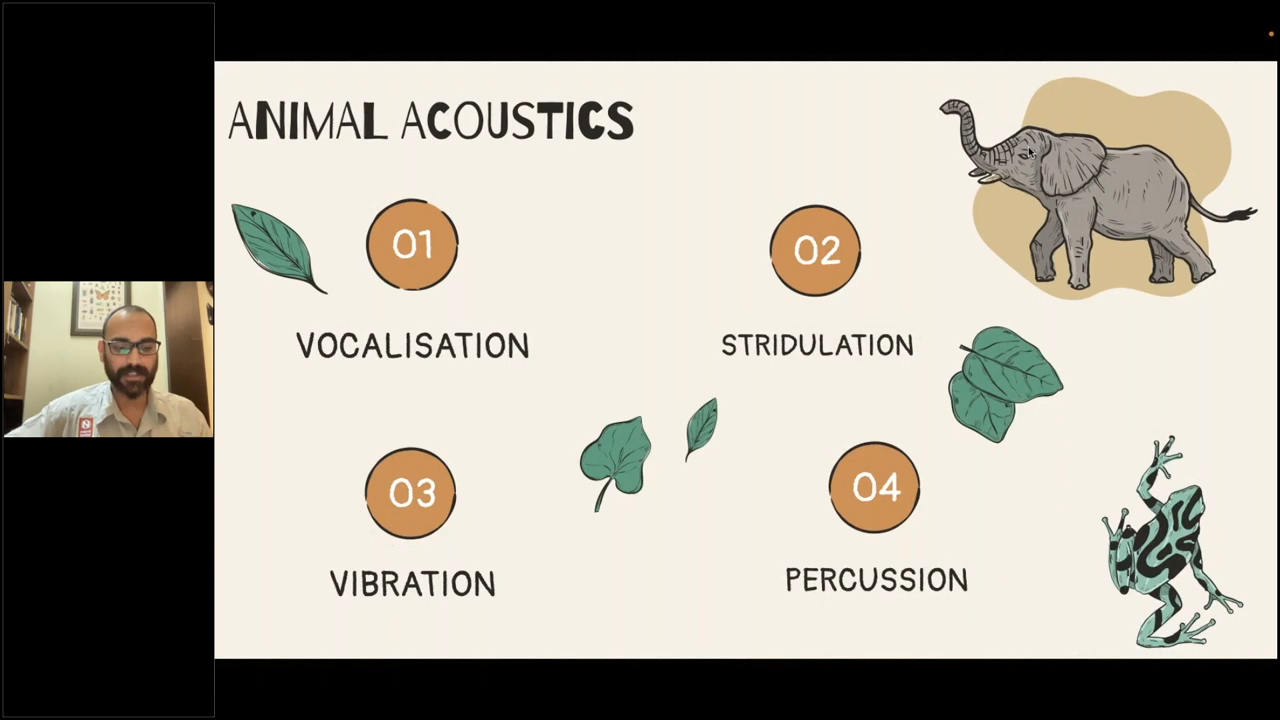 ANIMAL ACOUSTICS
01
02
VOCALISATION
STRIDULATION
03
04
VIBRATION
PERCUSSION